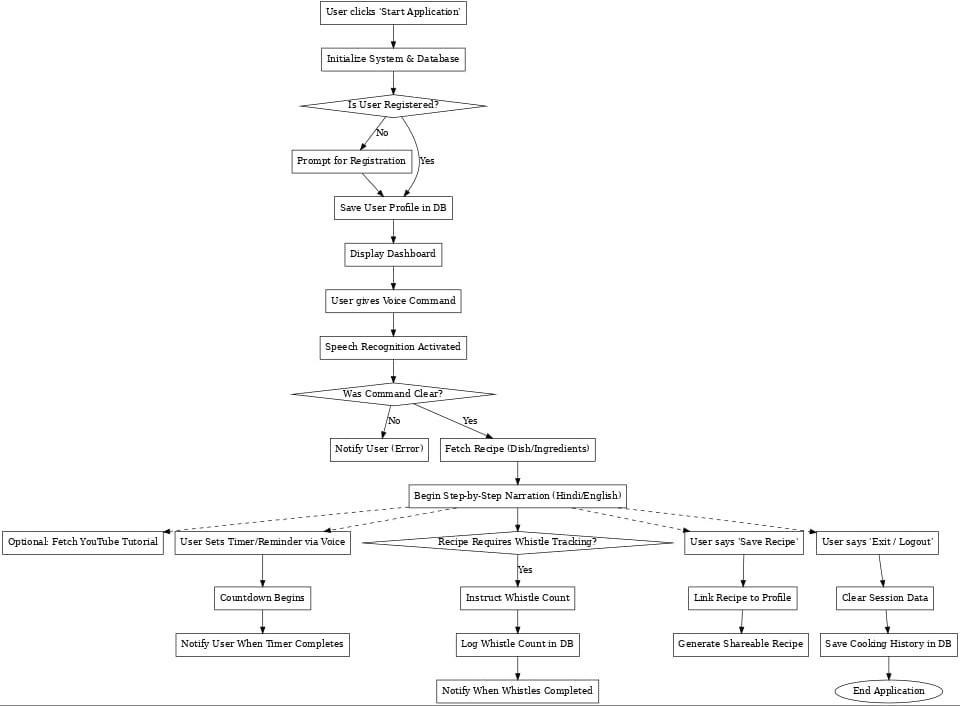 User clicks 'Start Application'
Initialize System & Database
Is User Registered?
No
Yes
Prompt for Registration
Save User Profile in DB
Display Dashboard
User gives Voice Command
Speech Recognition Activated
Was Command Clear?
No
Yes
Notify User (Error)
Fetch Recipe (Dish/Ingredients)
Begin Step-by-Step Narration (Hindi/English)
Optional: Fetch YouTube Tutorial
User Sets Timer/Reminder via Voice
Recipe Requires Whistle Tracking?
User says 'Save Recipe'
User says 'Exit / Logout'
Yes
Countdown Begins
Instruct Whistle Count
Link Recipe to Profile
Clear Session Data
Notify User When Timer Completes
Log Whistle Count in DB
Generate Shareable Recipe
Save Cooking History in DB
Notify When Whistles Completed
End Application